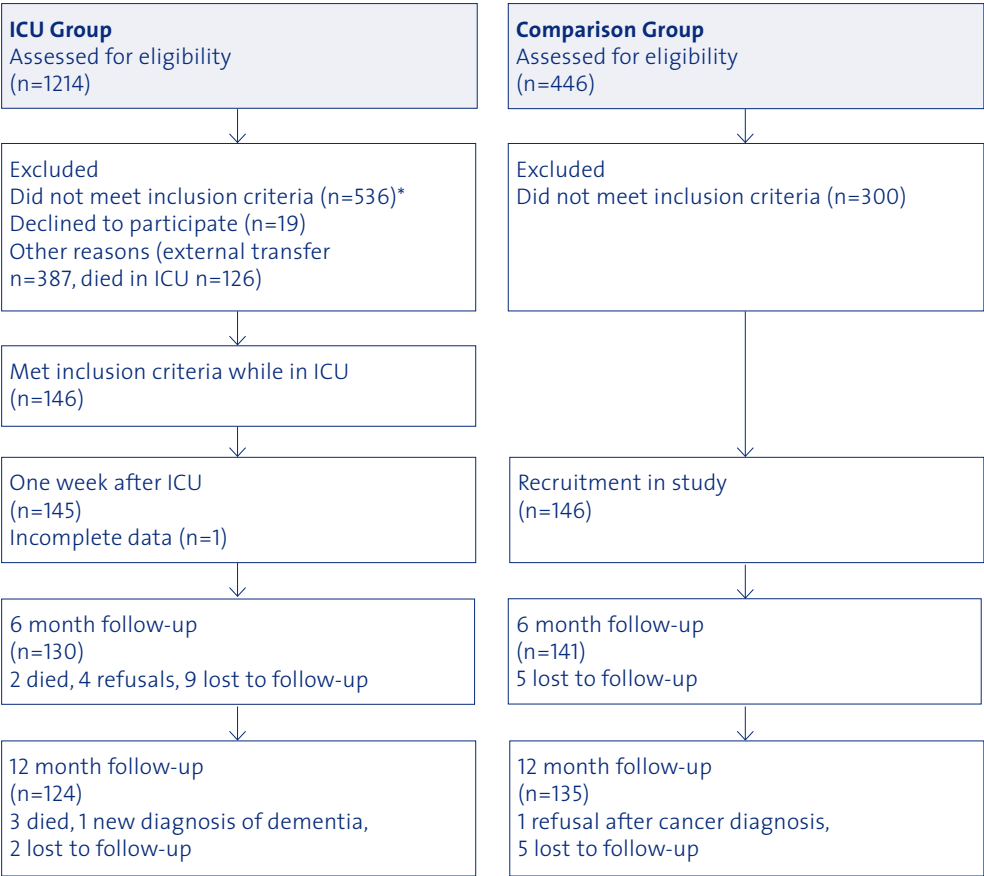 ICU Group
Assessed for eligibility
(n=1214)
Excluded
Did not meet inclusion criteria (n=536)*
Declined to participate (n=19)
Other reasons (external transfer
n=387, died in ICU n=126)
Met inclusion criteria while in ICU
(n=146)
One week after ICU
(n=145)
Incomplete data (n=1)
6 month follow-up
(n=130)
2 died, 4 refusals, 9 lost to follow-up
12 month follow-up
(n=124)
3 died, 1 new diagnosis of dementia,
2 lost to follow-up
Comparison Group
Assessed for eligibility
(n=446)
Excluded
Did not meet inclusion criteria (n=300)
Recruitment in study
(n=146)
6 month follow-up
(n=141)
5 lost to follow-up
12 month follow-up
(n=135)
1 refusal after cancer diagnosis,
5 lost to follow-up